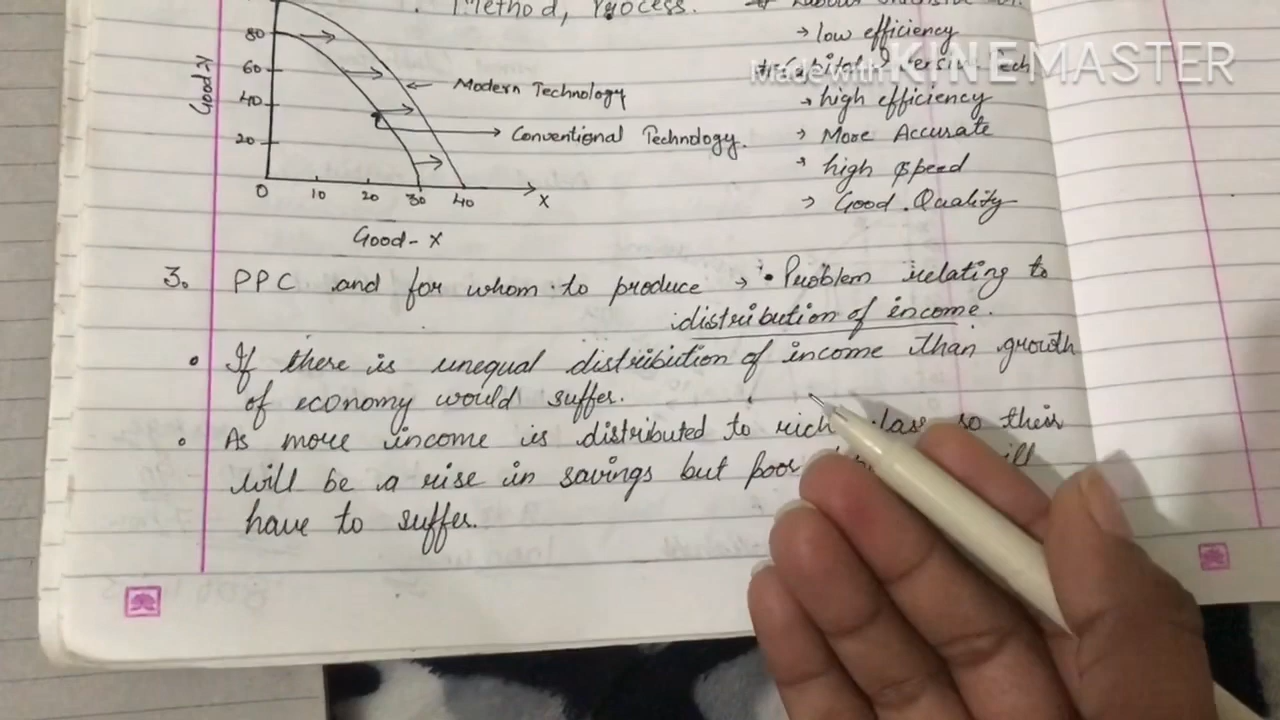 Method, Process.
→ low efficiency
Made with KINEMASTER
Tech
→ high efficiency
→ More Accurate
→ high speed
→ Good Quality
Good Y
80
60
40
20
0
10
20
30
40
X
Modern Technology
Conventional Technology.
Good - X
3. PPC and for whom to produce → • Problem relating to
distribution of income.
• If there is unequal distribution of income than growth
of economy would suffer.
• As more income is distributed to rich so their
will be a rise in savings but poor
have to suffer.